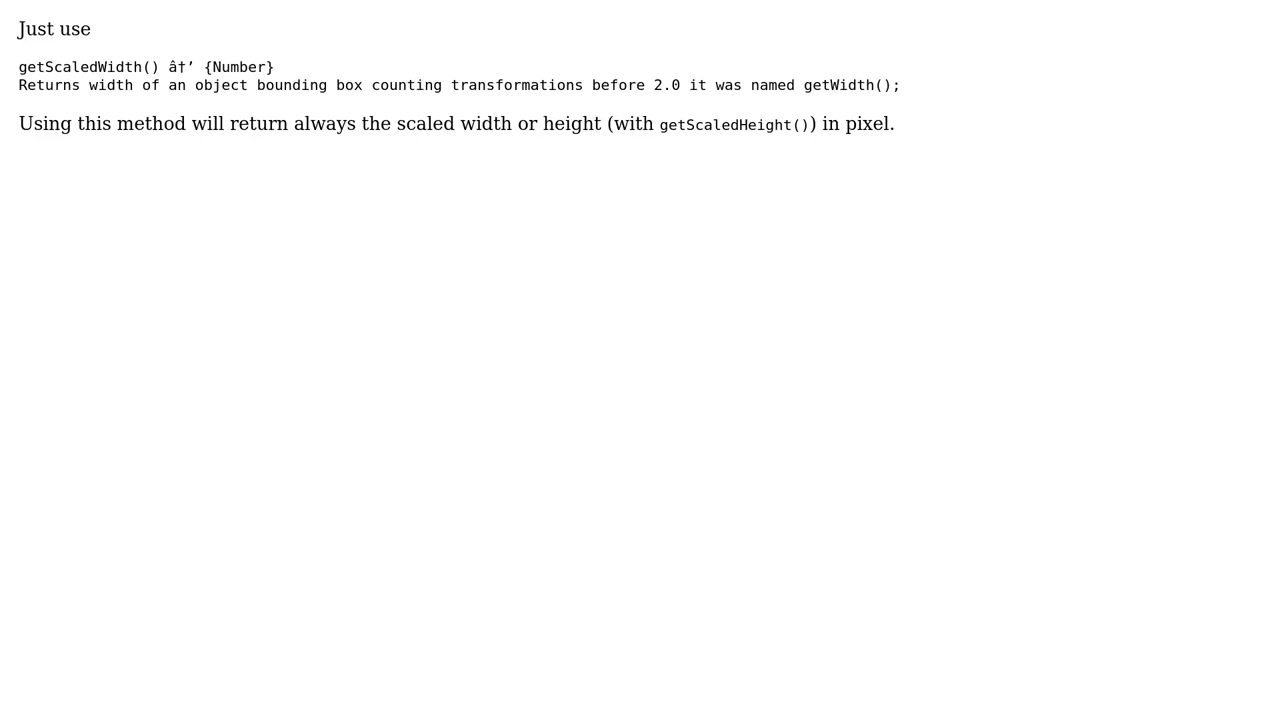 Just use
getScaledWidth() â†’ {Number}
Returns width of an object bounding box counting transformations before 2.0 it was named getWidth();
Using this method will return always the scaled width or height (with getScaledHeight()) in pixel.